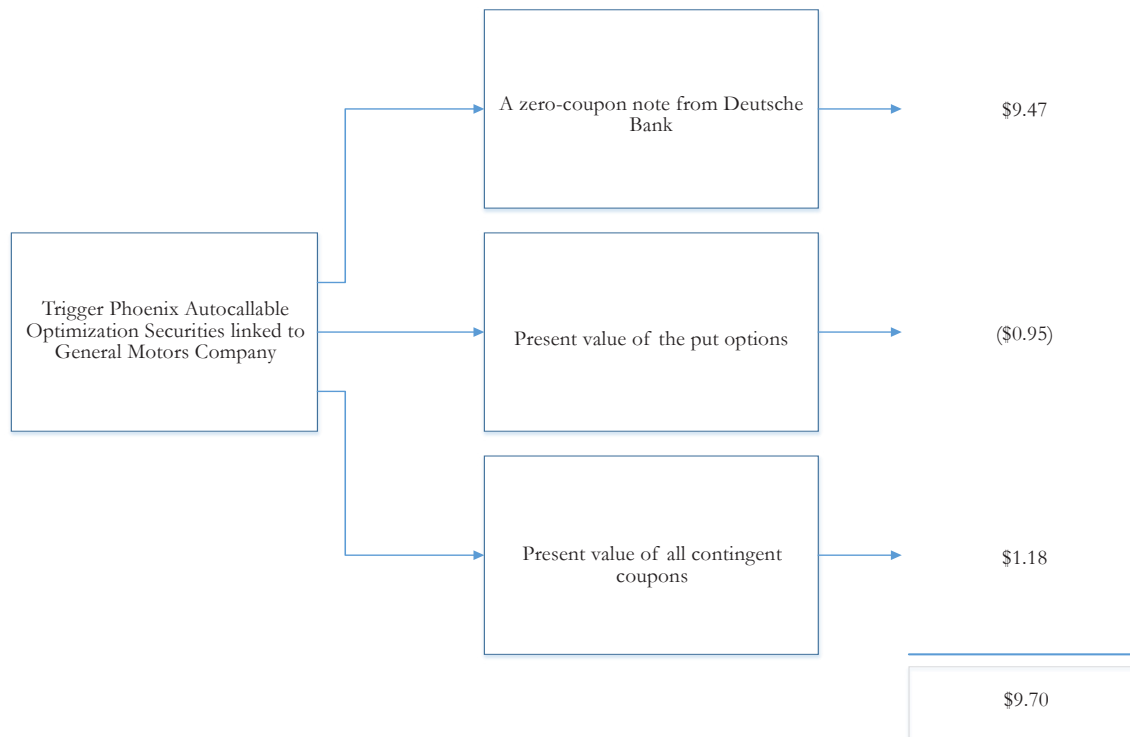 A zero-coupon note from Deutsche
Bank
$9.47
Trigger Phoenix Autocallable
Optimization Securities linked to
General Motors Company
Present value of the put options
($0.95)
Present value of all contingent
coupons
$1.18
$9.70